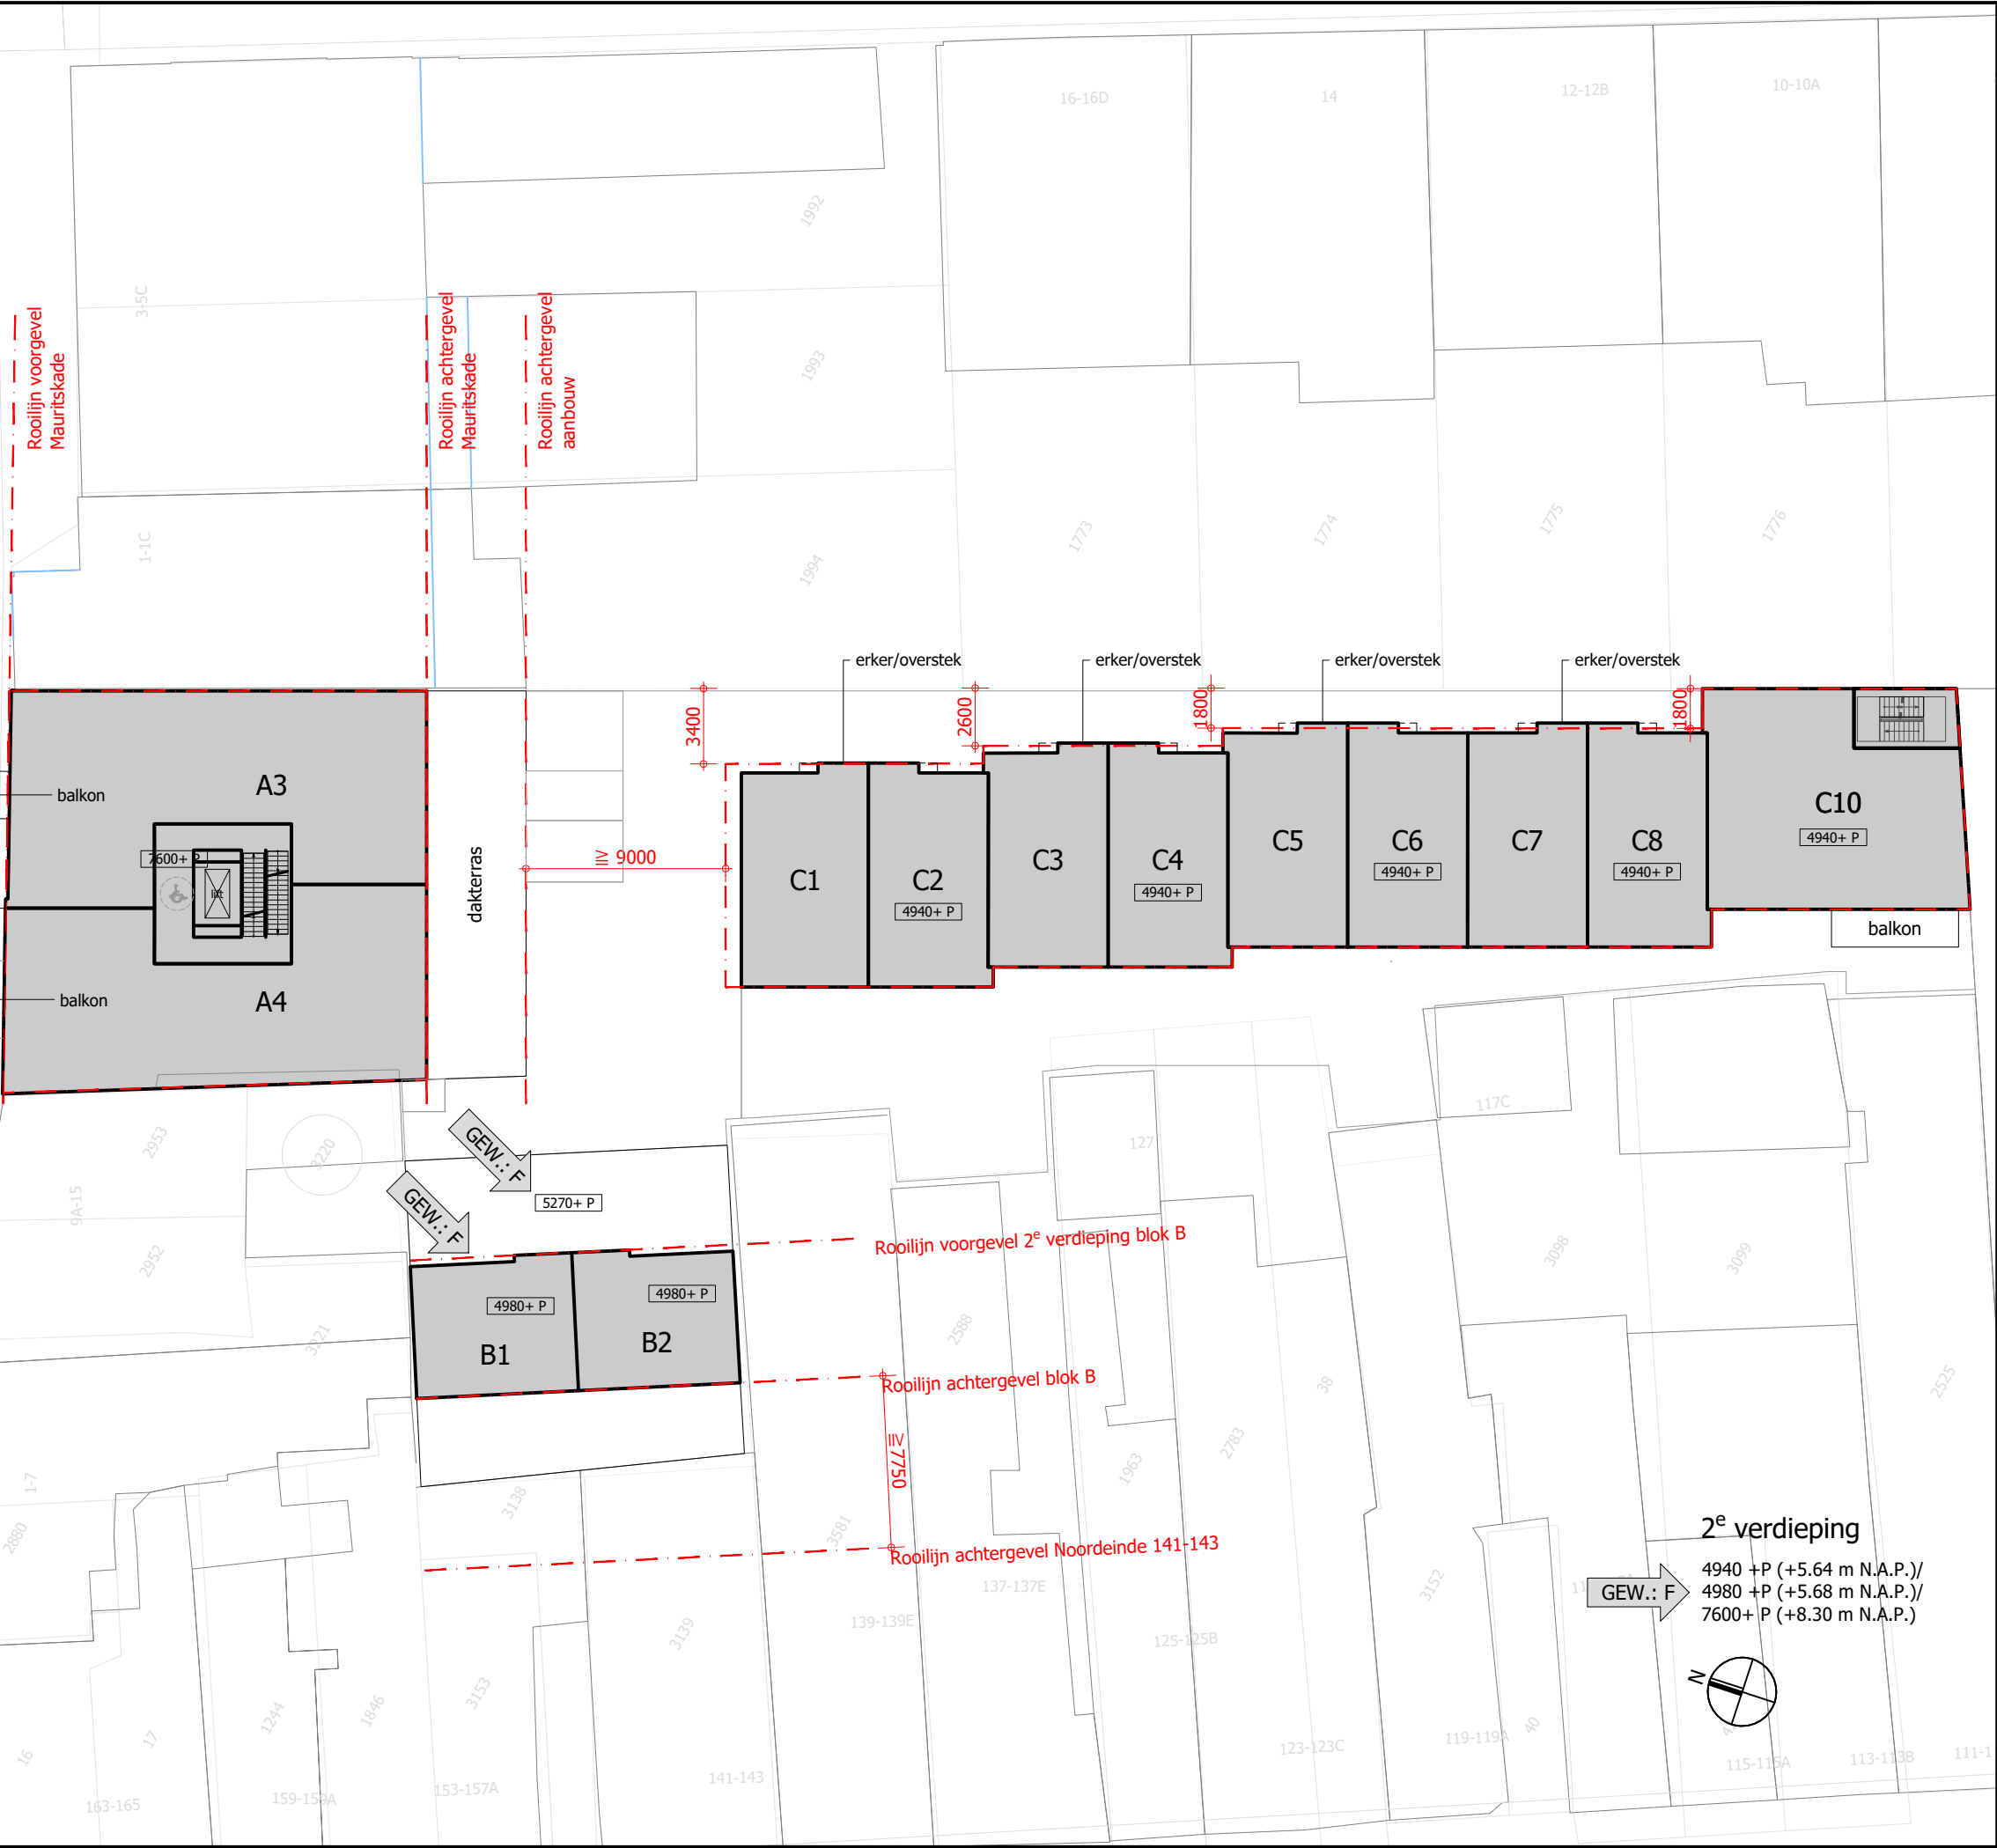 16-16D
14
12-12B
10-10A
1992
3-5C
Rooilijn voorgevel
Mauritskade
Rooilijn achtergevel
Mauritskade
Rooilijn achtergevel
aanbouw
1993
1-1C
1994
1773
1774
1775
1776
erker/overstek
erker/overstek
erker/overstek
erker/overstek
3400
2600
1800
1800
A3
balkon
7600+ P
lift
A4
balkon
dakterras
≥ 9000
C1
C2
4940+ P
C3
C4
4940+ P
C5
C6
4940+ P
C7
C8
4940+ P
C10
4940+ P
balkon
2953
3220
9A-15
2952
3221
GEW.: F
GEW.: F
5270+ P
127
117C
Rooilijn voorgevel 2e verdieping blok B
4980+ P
4980+ P
B1
B2
2588
3098
3099
Rooilijn achtergevel blok B
38
2525
≥7750
1-7
2880
3138
3581
1963
2783
Rooilijn achtergevel Noordeinde 141-143
137-137E
3152
2e verdieping
GEW.: F
4940 +P (+5.64 m N.A.P.)/
4980 +P (+5.68 m N.A.P.)/
7600+ P (+8.30 m N.A.P.)
3139
139-139E
125-125B
N
16
17
1244
1846
3153
123-123C
119-119A
40
163-165
159-159A
153-157A
141-143
115-115A
113-113B